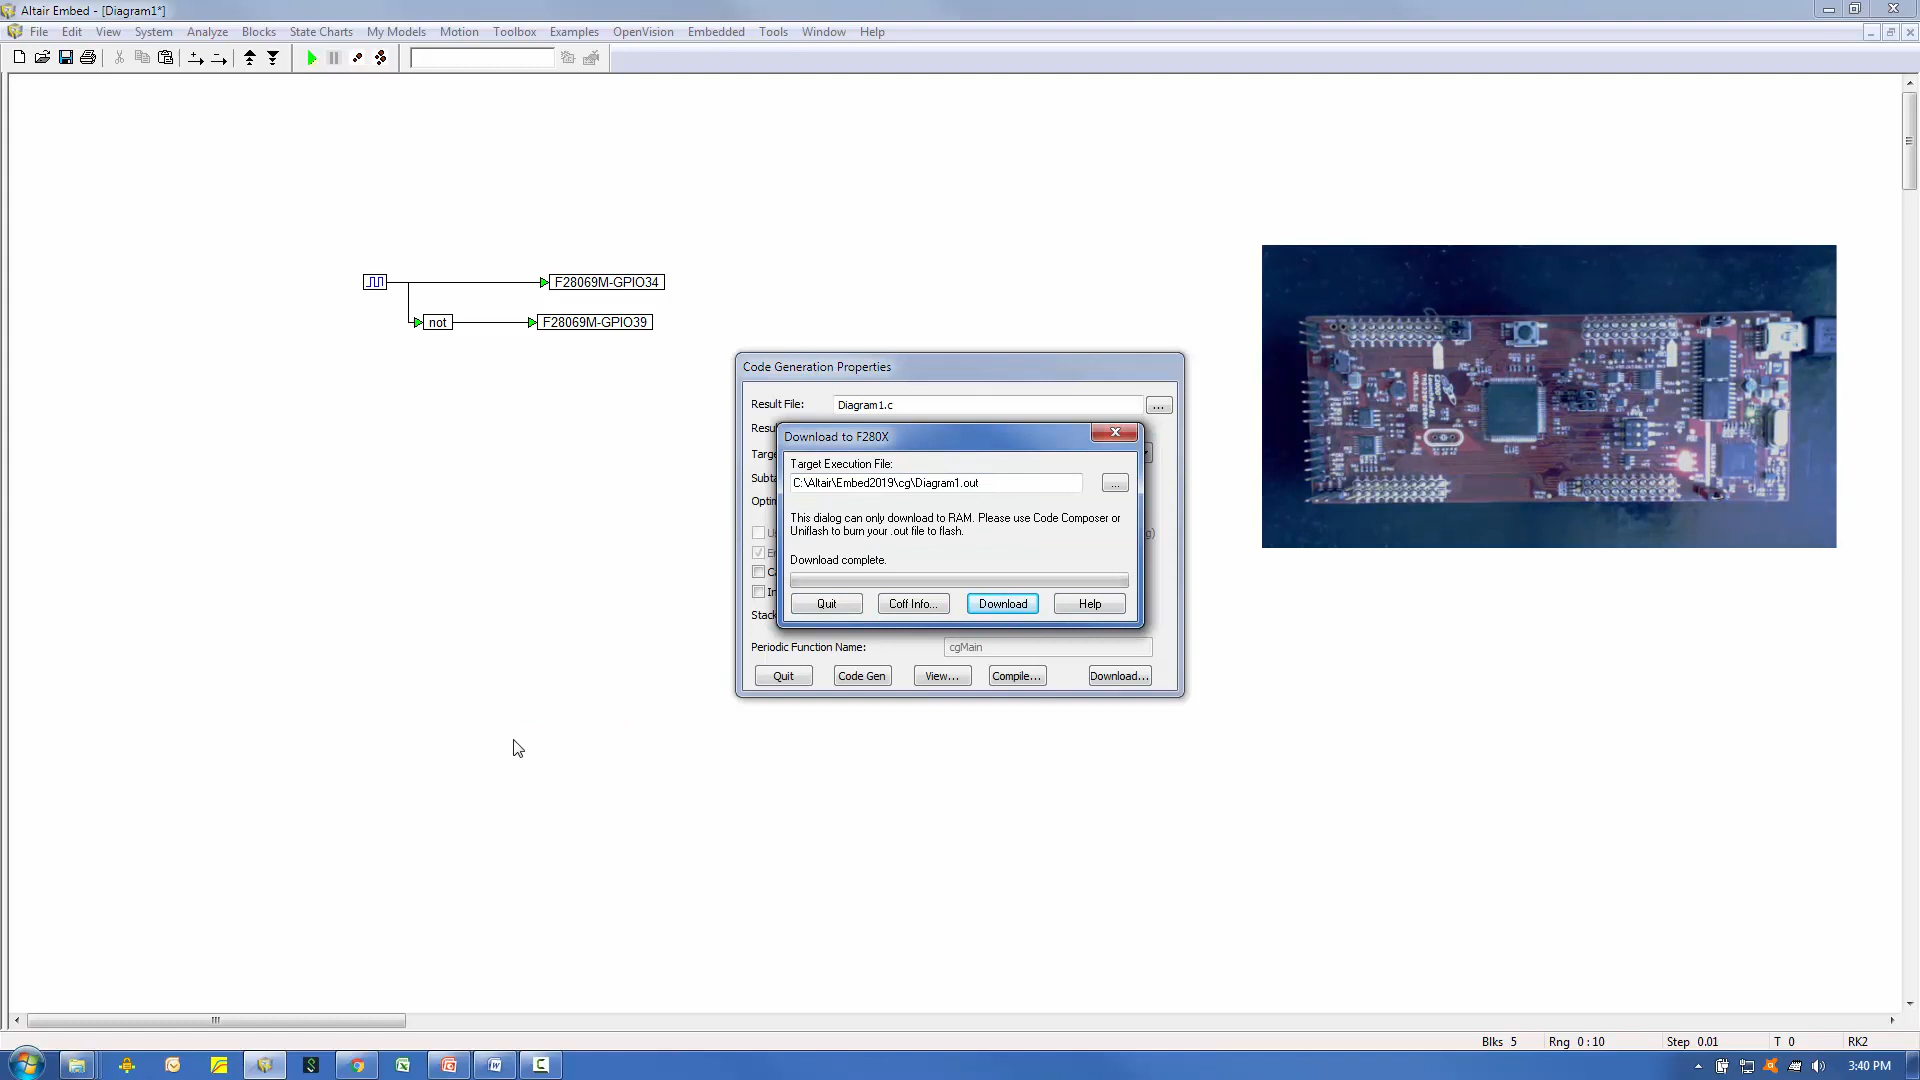 Altair Embed - [Diagram1*]
File Edit View System Analyze Blocks State Charts My Models Motion Toolbox Examples OpenVision Embedded Tools Window Help
F28069M-GPIO34
not
F28069M-GPIO39
Code Generation Properties
Result File:
Diagram1.c
...
Resu
Download to F280X
Targe
Target Execution File:
Subta
C:\Altair\Embed2019\cg\Diagram1.out
...
Optim
This dialog can only download to RAM. Please use Code Composer or
Uniflash to burn your .out file to flash.
Download complete.
Quit
Coff Info...
Download
Help
Stack
Periodic Function Name:
cgMain
Quit
Code Gen
View...
Compile...
Download...
Blks 5
Rng 0:10
Step 0.01
T 0
RK2
3:40 PM